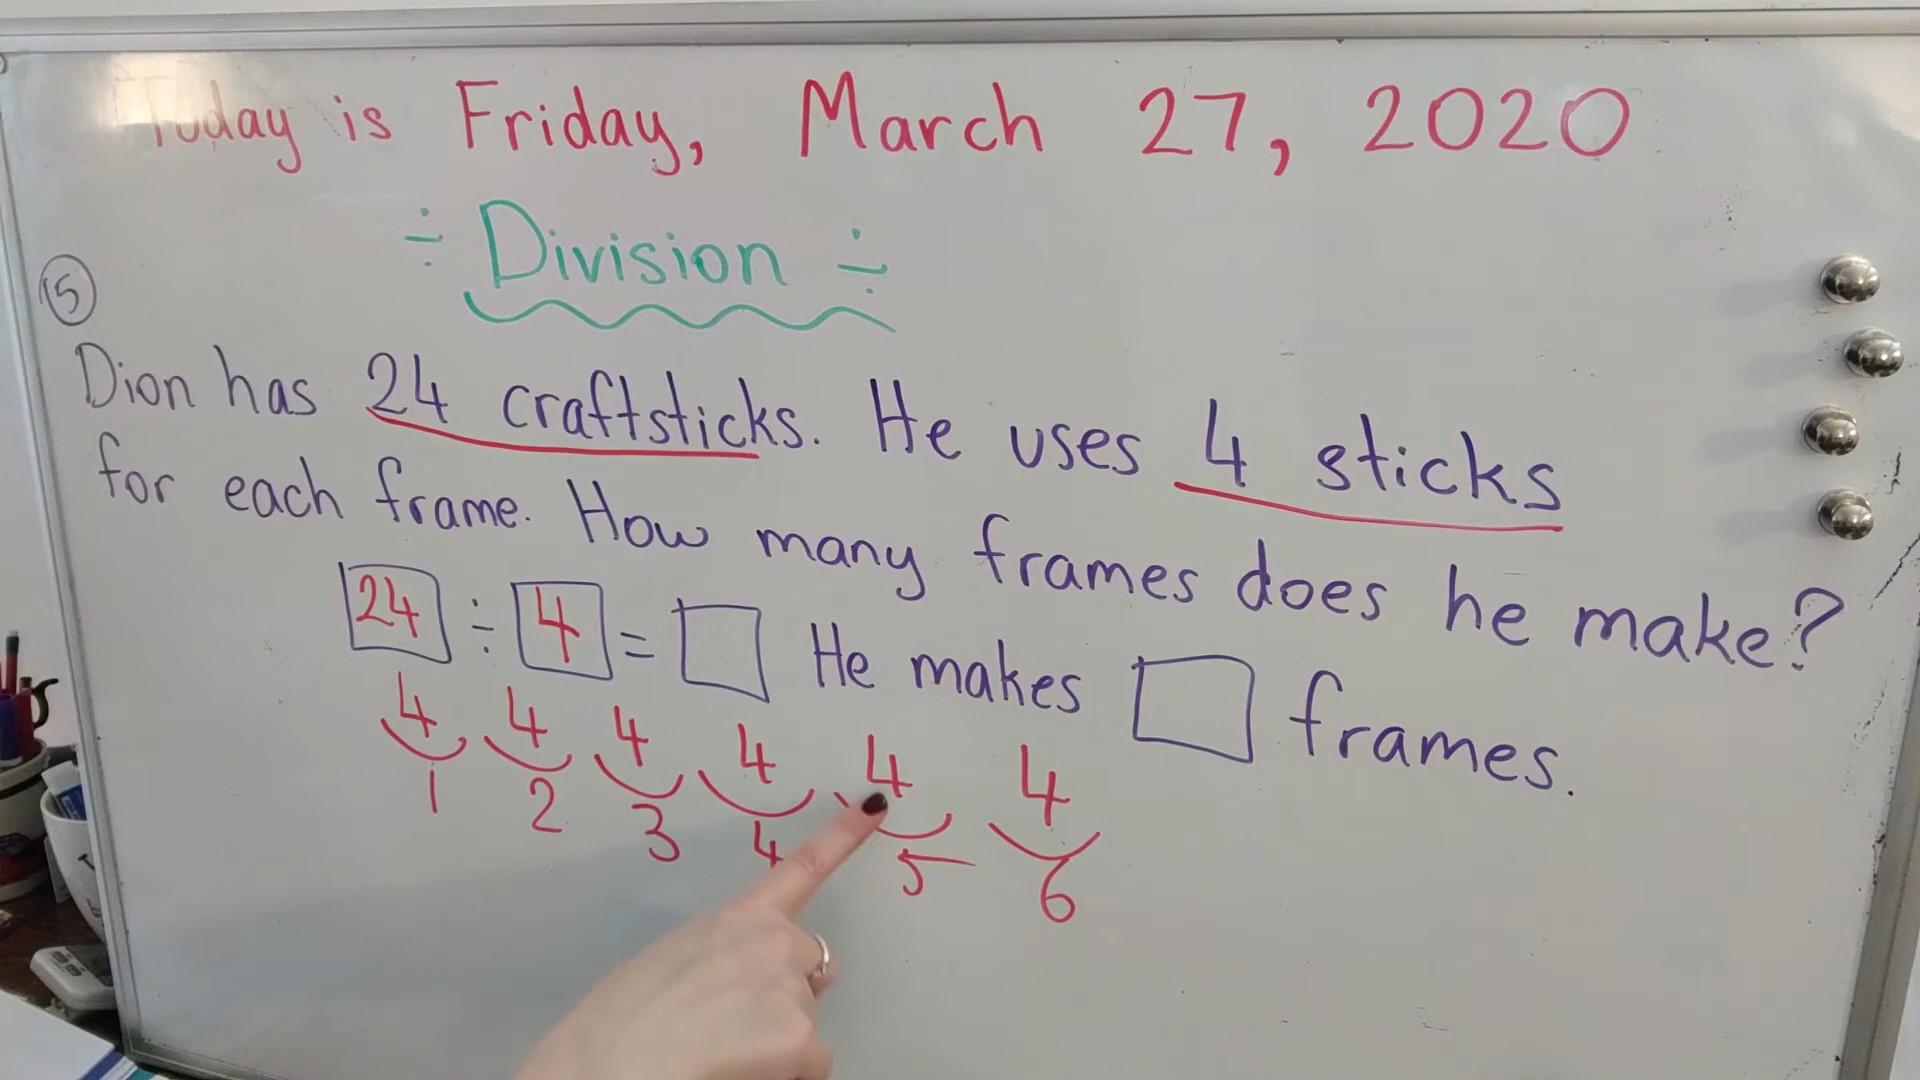 Today is Friday, March 27, 2020
÷ Division ÷
5
Dion has 24 craftsticks. He uses 4 sticks
for each frame. How many frames does he make?
24 ÷ 4 = □ He makes □ frames.
4 4 4 4 4 4
1 2 3 4 5 6